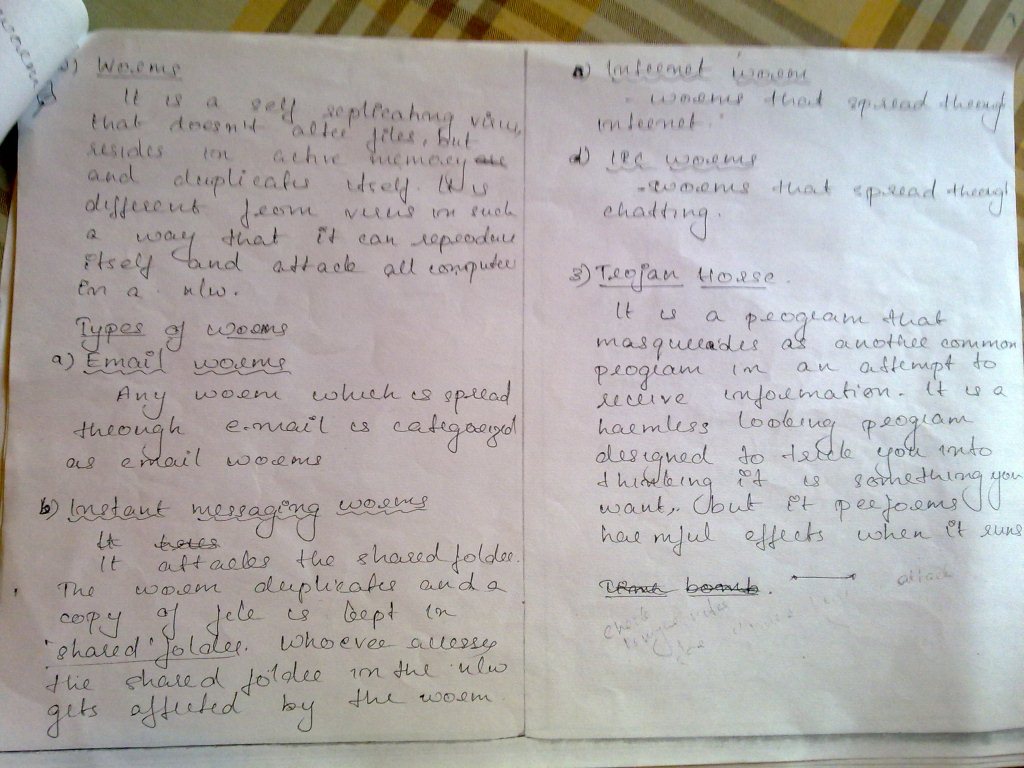 2) Worms
It is a self replicating virus,
that doesn't alter files, but
resides in active memory
and duplicates itself. It is
different from virus in such
a way that it can reproduce
itself and attack all computer
in a n/w.
Types of worms
a) Email worms
Any worm which is spread
through e.mail is categorized
as email worms
b) Instant messaging worms
It
It attacks the shared folder.
The worm duplicates and a
copy of file is kept in
'shared' folder. Whoever accesses
the shared folder in the n/w
gets affected by the worm.
Internet worm
- worms that spread through
internet.
d) IRC worms
- worms that spread through
chatting.
3) Trojan Horse.
It is a program that
masquerades as another common
program in an attempt to
receive information. It is a
harmless looking program
designed to trick you into
thinking it is something you
want, but it performs
harmful effects when it runs
Time bomb.
attack